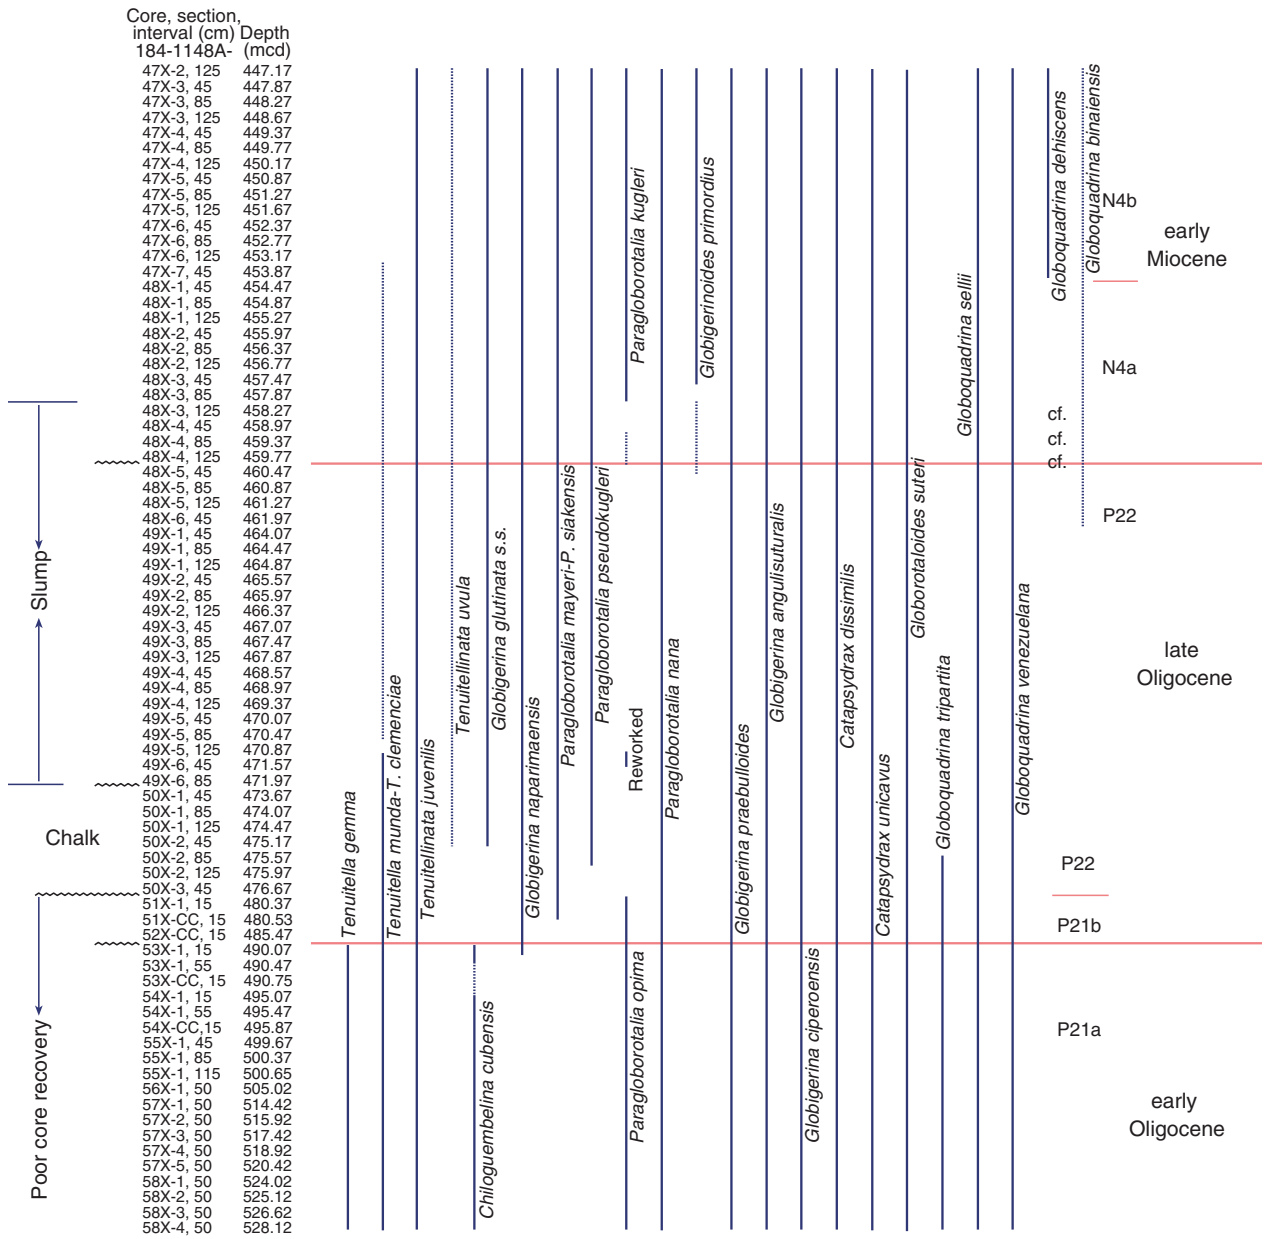 Core, section,
interval (cm) Depth
184-1148A- (mcd)
47X-2, 125 447.17
47X-3, 45 447.87
47X-3, 85 448.27
47X-3, 125 448.67
47X-4, 45 449.37
47X-4, 85 449.77
47X-4, 125 450.17
47X-5, 45 450.87
47X-5, 85 451.27
47X-5, 125 451.67
47X-6, 45 452.37
47X-6, 85 452.77
47X-6, 125 453.17
47X-7, 45 453.87
48X-1, 45 454.47
48X-1, 85 454.87
48X-1, 125 455.27
48X-2, 45 455.97
48X-2, 85 456.37
48X-2, 125 456.77
48X-3, 45 457.47
48X-3, 85 457.87
48X-3, 125 458.27
48X-4, 45 458.97
48X-4, 85 459.37
48X-4, 125 459.77
48X-5, 45 460.47
48X-5, 85 460.87
48X-5, 125 461.27
48X-6, 45 461.97
49X-1, 45 464.07
49X-1, 85 464.47
49X-1, 125 464.87
49X-2, 45 465.57
49X-2, 85 465.97
49X-2, 125 466.37
49X-3, 45 467.07
49X-3, 85 467.47
49X-3, 125 467.87
49X-4, 45 468.57
49X-4, 85 468.97
49X-4, 125 469.37
49X-5, 45 470.07
49X-5, 85 470.47
49X-5, 125 470.87
49X-6, 45 471.57
49X-6, 85 471.97
50X-1, 45 473.67
50X-1, 85 474.07
50X-1, 125 474.47
50X-2, 45 475.17
50X-2, 85 475.57
50X-2, 125 475.97
50X-3, 45 476.67
51X-1, 15 480.37
51X-CC, 15 480.53
52X-CC, 15 485.47
53X-1, 15 490.07
53X-1, 55 490.47
53X-CC, 15 490.75
54X-1, 15 495.07
54X-1, 55 495.47
54X-CC,15 495.87
55X-1, 45 499.67
55X-1, 85 500.37
55X-1, 115 500.65
56X-1, 50 505.02
57X-1, 50 514.42
57X-2, 50 515.92
57X-3, 50 517.42
57X-4, 50 518.92
57X-5, 50 520.42
58X-1, 50 524.02
58X-2, 50 525.12
58X-3, 50 526.62
58X-4, 50 528.12
Slump
Chalk
Poor core recovery
Tenuitella gemma
Tenuitella munda-T. clemenciae
Tenuitellinata juvenilis
Tenuitellinata uvula
Chiloguembelina cubensis
Globigerina glutinata s.s.
Globigerina naparimaensis
Paragloborotalia mayeri-P. siakensis
Paragloborotalia pseudokugleri
Paragloborotalia kugleri
Reworked
Paragloborotalia opima
Paragloborotalia nana
Globigerinoides primordius
Globigerina praebulloides
Globigerina angulisuturalis
Globigerina ciperoensis
Catapsydrax dissimilis
Catapsydrax unicavus
Globorotaloides suteri
Globoquadrina tripartita
Globoquadrina sellii
Globoquadrina venezuelana
Globoquadrina dehiscens
Globoquadrina binaiensis
cf.
cf.
cf.
N4b
N4a
P22
P22
P21b
P21a
early
Miocene
late
Oligocene
early
Oligocene